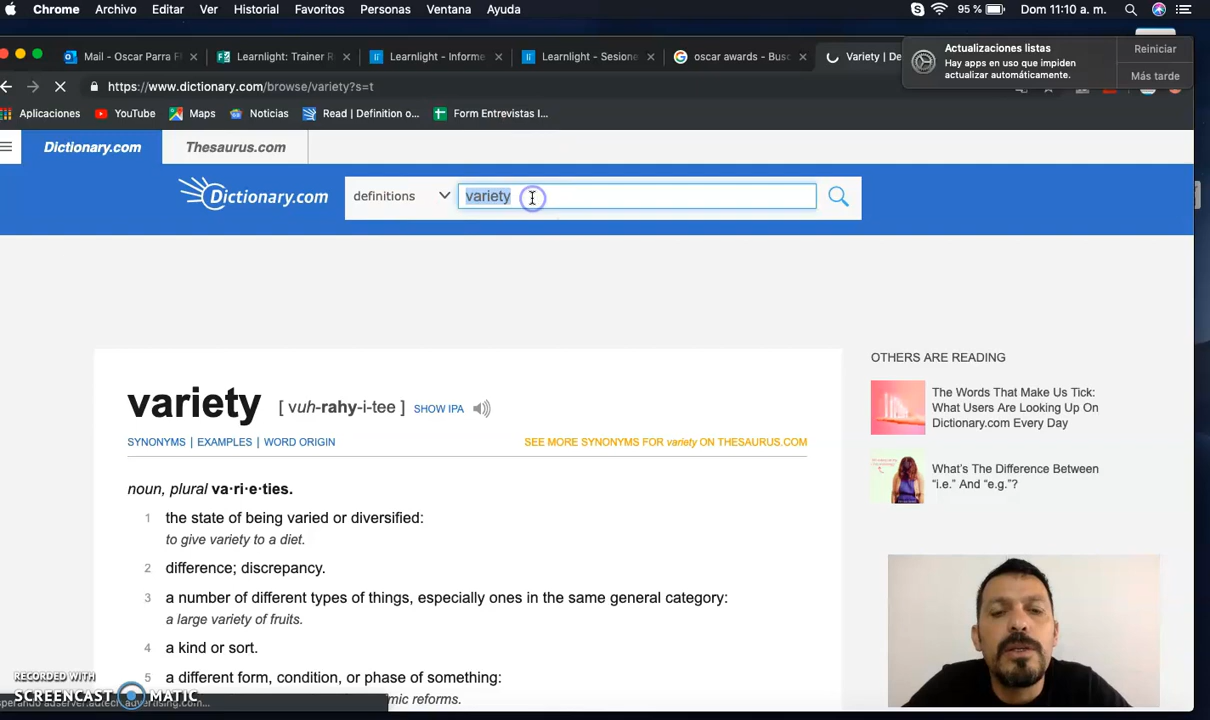 Chrome Archivo Editar Ver Historial Favoritos Personas Ventana Ayuda 95 % Dom 11:10 a. m.
Mail - Oscar Parra F × Learnlight: Trainer R × Learnlight - Informe × Learnlight - Sesione × oscar awards - Busc × Variety | De
Actualizaciones listas
Hay apps en uso que impiden
actualizar automáticamente.
Reiniciar
Más tarde
https://www.dictionary.com/browse/variety?s=t
Aplicaciones YouTube Maps Noticias Read | Definition o... Form Entrevistas I...
Dictionary.com Thesaurus.com
Dictionary.com definitions variety
variety [ vuh-rahy-i-tee ] SHOW IPA
SYNONYMS | EXAMPLES | WORD ORIGIN SEE MORE SYNONYMS FOR variety ON THESAURUS.COM
noun, plural va·ri·e·ties.
1 the state of being varied or diversified:
to give variety to a diet.
2 difference; discrepancy.
3 a number of different types of things, especially ones in the same general category:
a large variety of fruits.
4 a kind or sort.
5 a different form, condition, or phase of something:
reforms.
OTHERS ARE READING
The Words That Make Us Tick:
What Users Are Looking Up On
Dictionary.com Every Day
What's The Difference Between
“i.e.” And “e.g.”?
RECORDED WITH
SCREENCAST MATIC